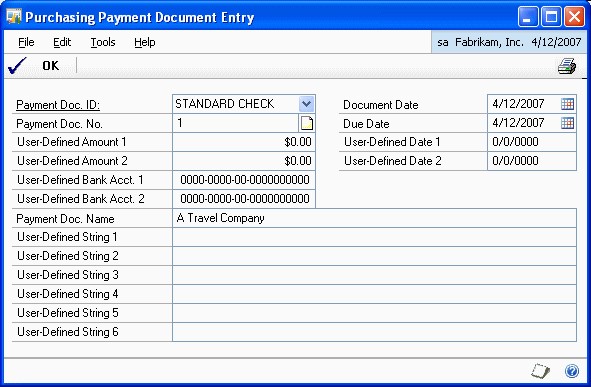 Purchasing Payment Document Entry
File Edit Tools Help sa Fabrikam, Inc. 4/12/2007
OK
Payment Doc. ID: STANDARD CHECK Document Date 4/12/2007
Payment Doc. No. 1 Due Date 4/12/2007
User-Defined Amount 1 $0.00 User-Defined Date 1 0/0/0000
User-Defined Amount 2 $0.00 User-Defined Date 2 0/0/0000
User-Defined Bank Acct. 1 0000-0000-00-0000000000
User-Defined Bank Acct. 2 0000-0000-00-0000000000
Payment Doc. Name A Travel Company
User-Defined String 1
User-Defined String 2
User-Defined String 3
User-Defined String 4
User-Defined String 5
User-Defined String 6